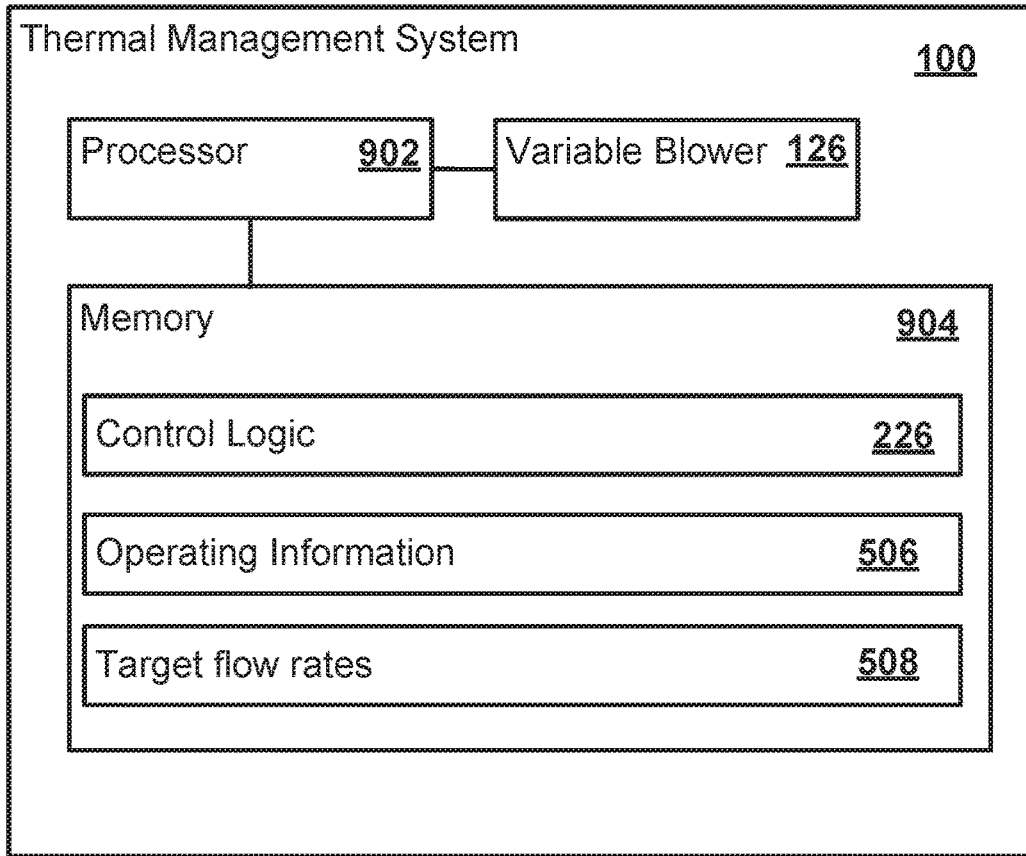 Thermal Management System 100
Processor 902
Variable Blower 126
Memory 904
Control Logic 226
Operating Information 506
Target flow rates 508